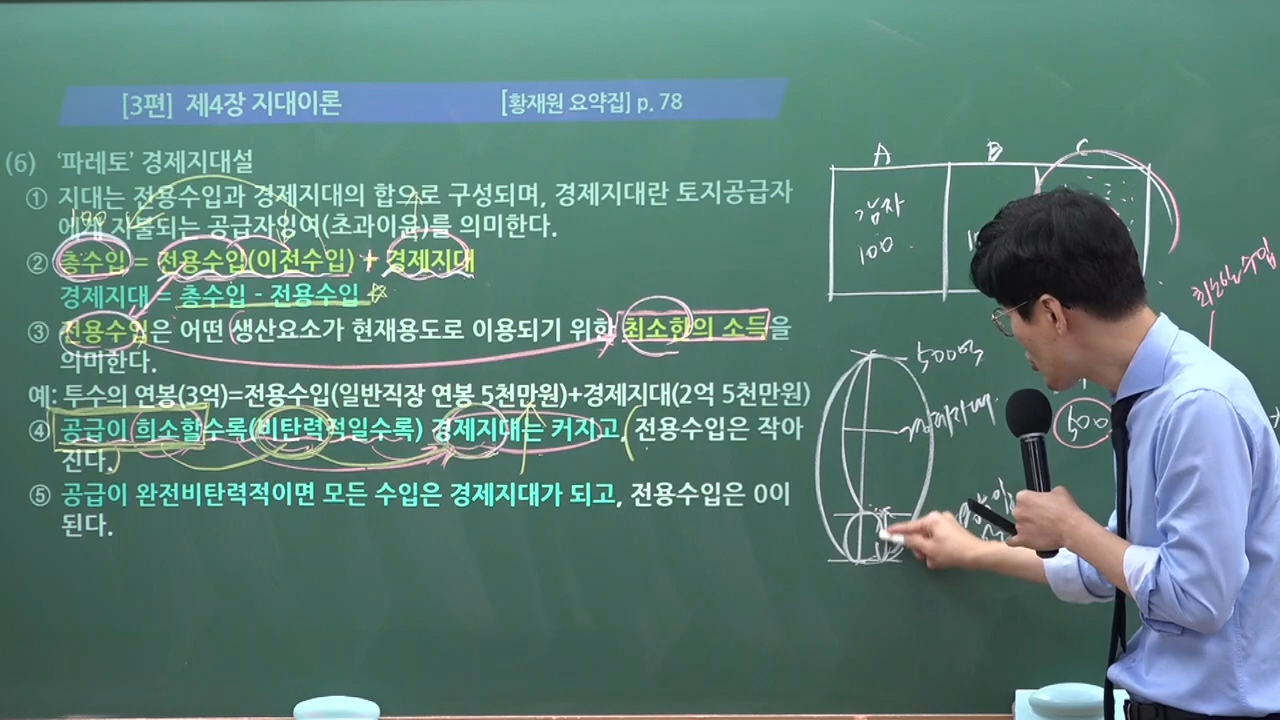 [3편] 제4장 지대이론 [황재원 요약집] p. 78
(6) ‘파레토’ 경제지대설
① 지대는 전용수입과 경제지대의 합으로 구성되며, 경제지대란 토지공급자
에게 지불되는 공급자잉여(초과이윤)를 의미한다.
100
② 총수입 = 전용수입(이전수입) + 경제지대
경제지대 = 총수입 - 전용수입
③ 전용수입은 어떤 생산요소가 현재용도로 이용되기 위한 최소한의 소득을
의미한다.
예: 투수의 연봉(3억)=전용수입(일반직장 연봉 5천만원)+경제지대(2억 5천만원)
④ 공급이 희소할수록(비탄력적일수록) 경제지대는 커지고, 전용수입은 작아
진다.
⑤ 공급이 완전비탄력적이면 모든 수입은 경제지대가 되고, 전용수입은 0이
된다.
A B C
감자
100
500억
경제지대
500